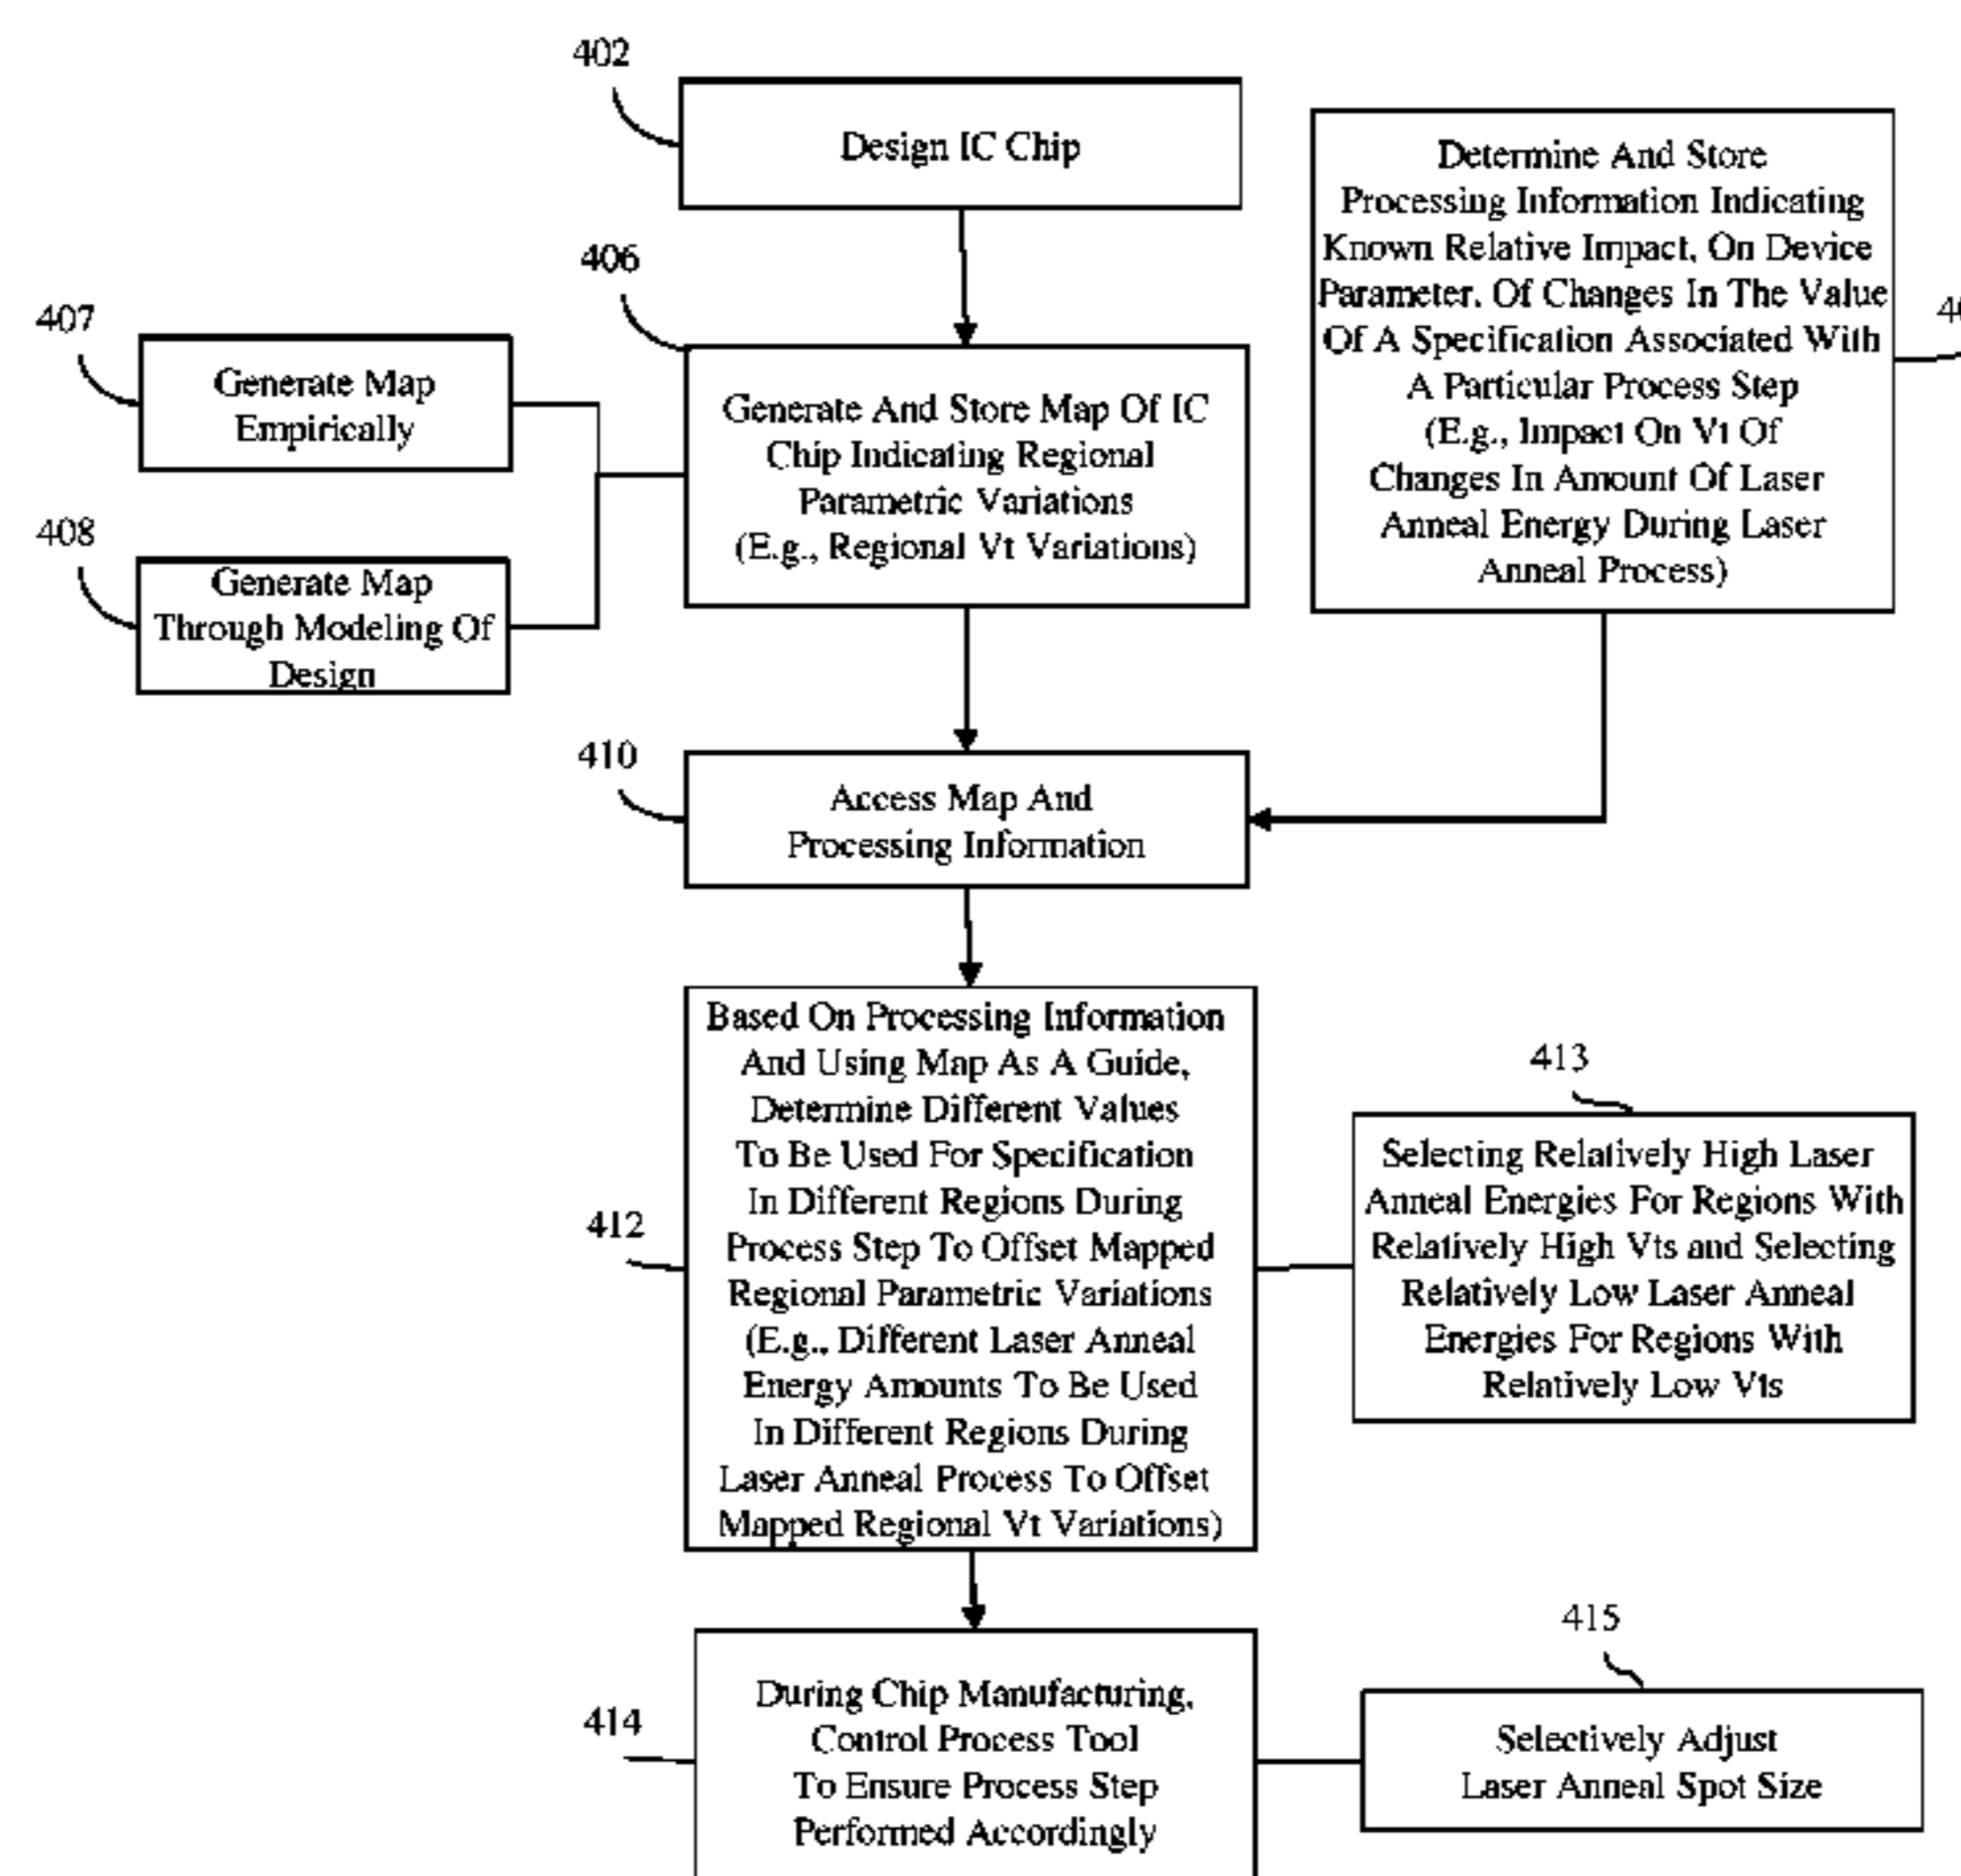 402
Design IC Chip
Determine And Store
Processing Information Indicating
Known Relative Impact, On Device
Parameter, Of Changes In The Value
Of A Specification Associated With
A Particular Process Step
(E.g., Impact On Vt Of
Changes In Amount Of Laser
Anneal Energy During Laser
Anneal Process)
406
407
Generate Map
Empirically
Generate And Store Map Of IC
Chip Indicating Regional
Parametric Variations
(E.g., Regional Vt Variations)
408
Generate Map
Through Modeling Of
Design
410
Access Map And
Processing Information
412
Based On Processing Information
And Using Map As A Guide,
Determine Different Values
To Be Used For Specification
In Different Regions During
Process Step To Offset Mapped
Regional Parametric Variations
(E.g., Different Laser Anneal
Energy Amounts To Be Used
In Different Regions During
Laser Anneal Process To Offset
Mapped Regional Vt Variations)
413
Selecting Relatively High Laser
Anneal Energies For Regions With
Relatively High Vts and Selecting
Relatively Low Laser Anneal
Energies For Regions With
Relatively Low Vts
414
During Chip Manufacturing,
Control Process Tool
To Ensure Process Step
Performed Accordingly
415
Selectively Adjust
Laser Anneal Spot Size